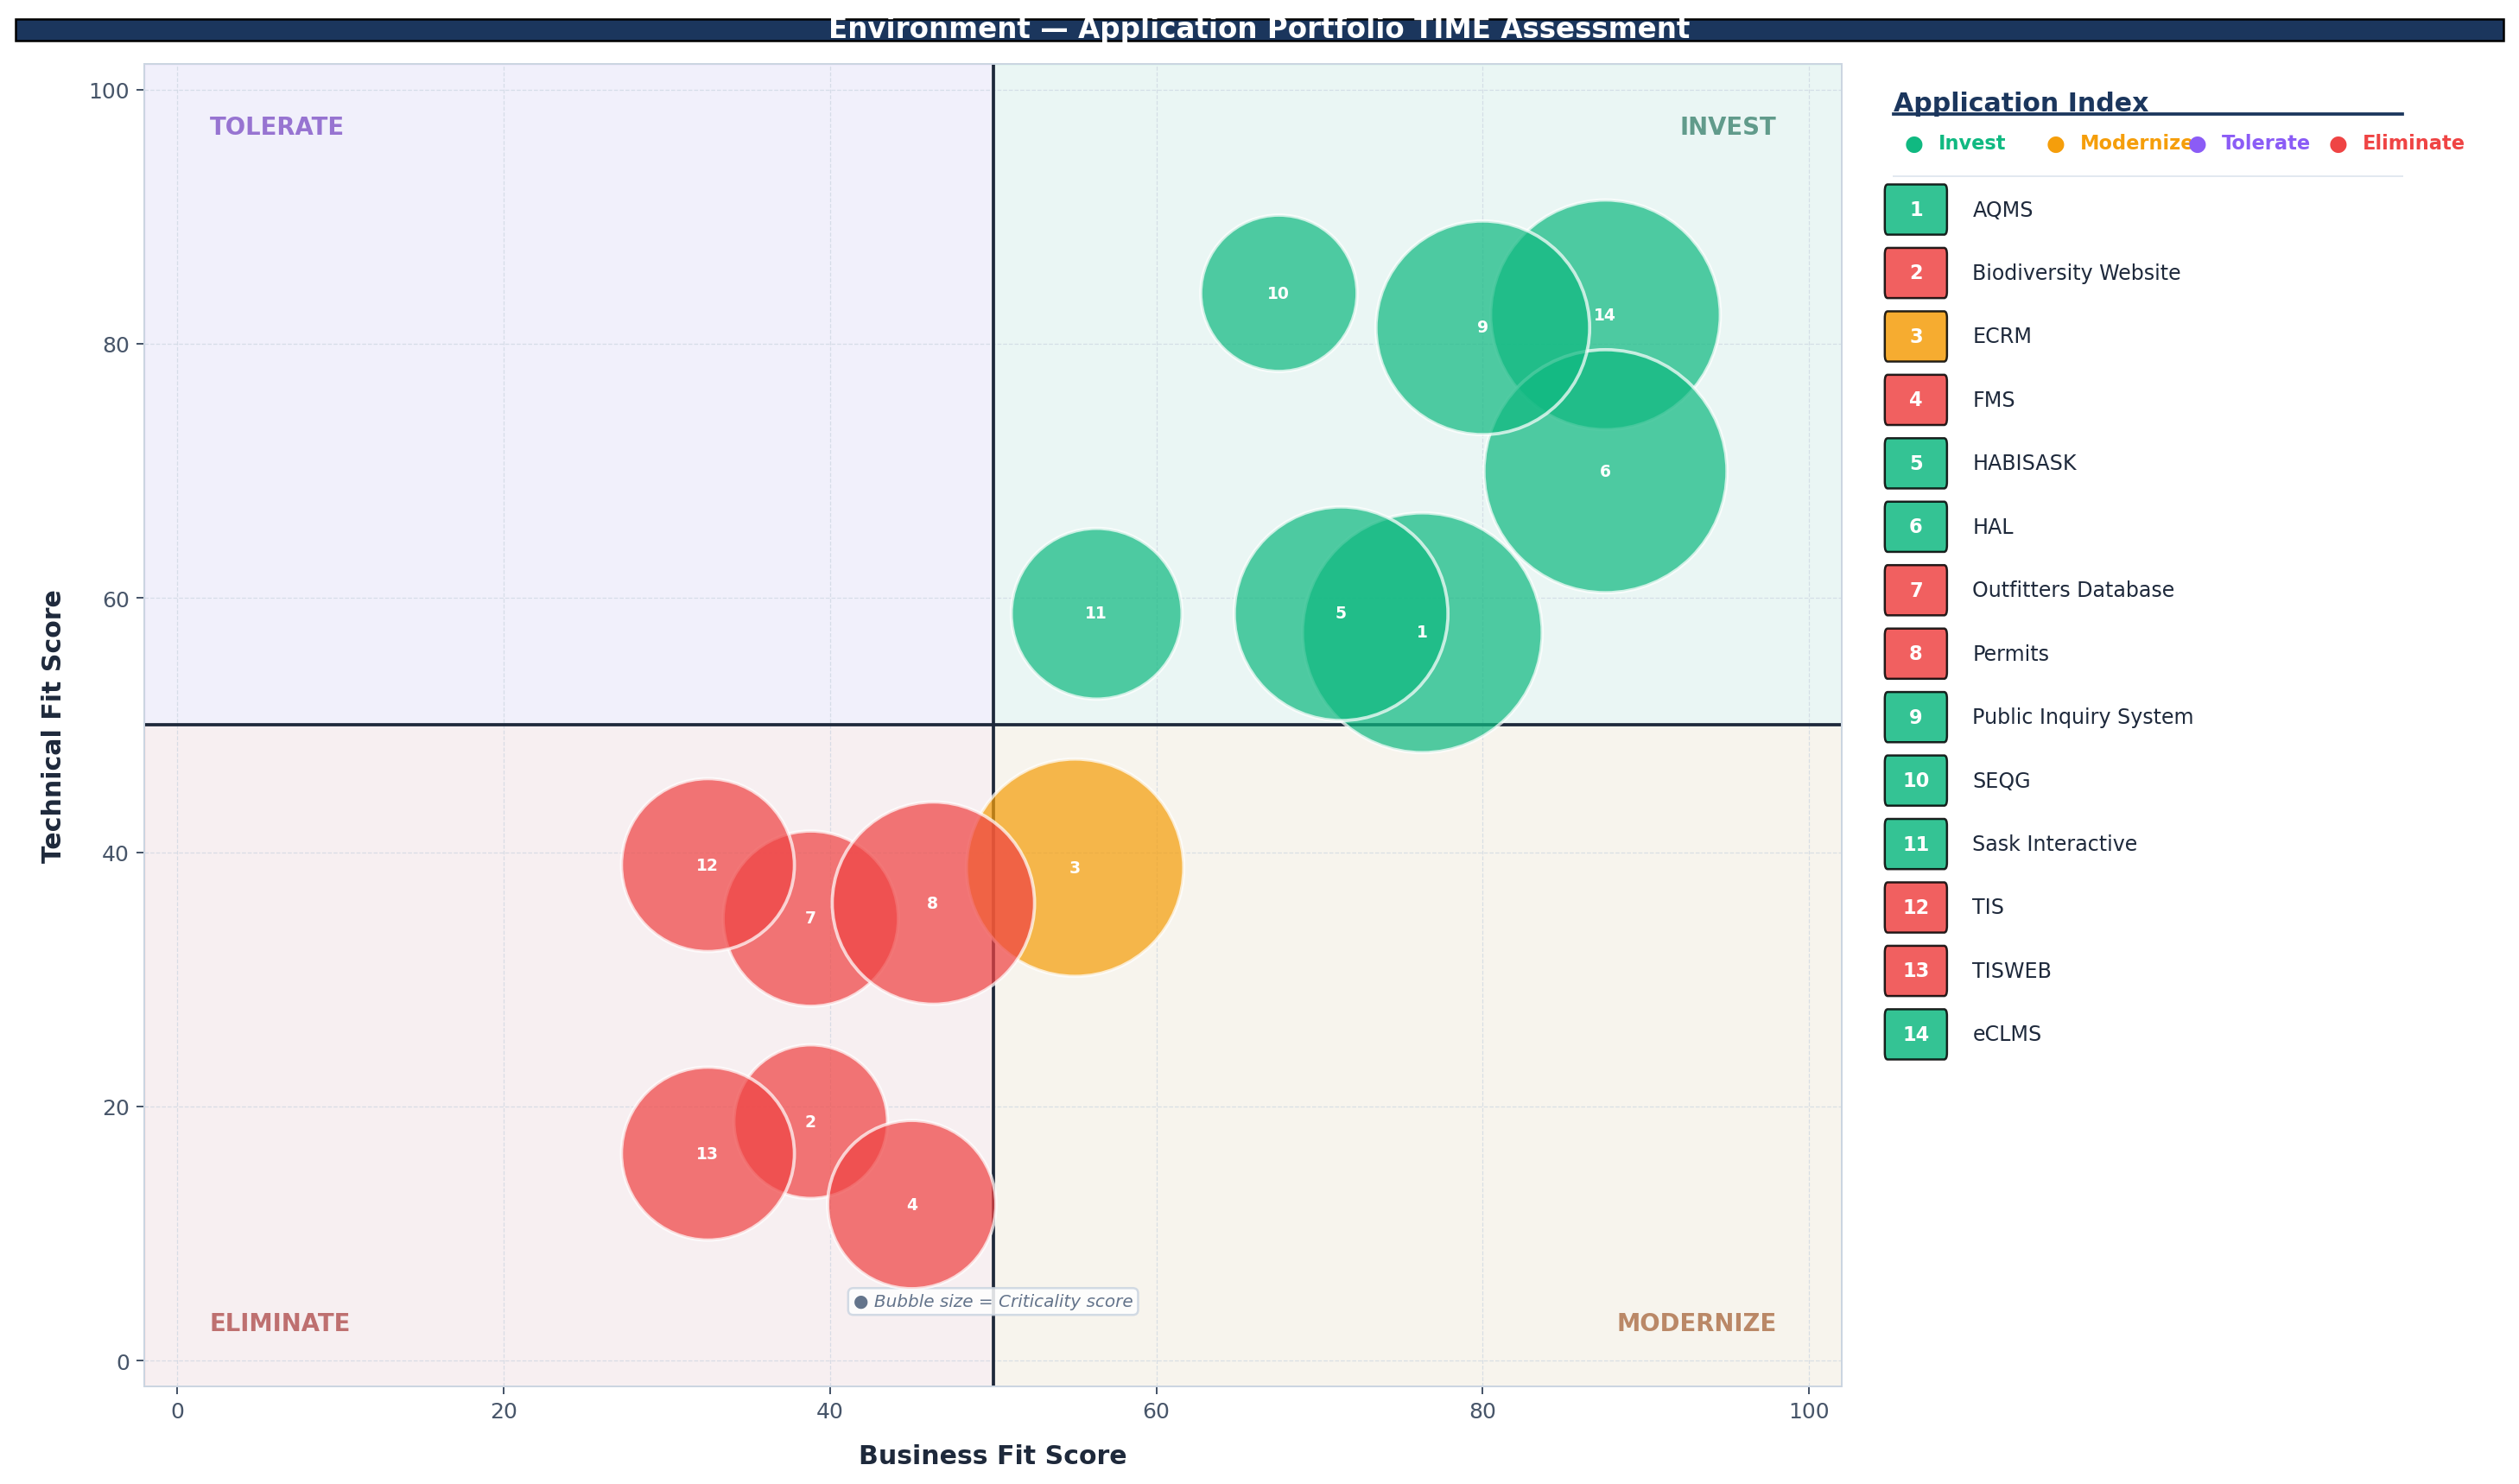 Environment — Application Portfolio TIME Assessment
TOLERATE
INVEST
ELIMINATE
MODERNIZE
100
80
60
40
20
0
Technical Fit Score
10
9
14
6
11
5
1
12
7
8
3
13
2
4
● Bubble size = Criticality score
0
20
40
60
80
100
Business Fit Score
Application Index
Invest
Modernize
Tolerate
Eliminate
1 AQMS
2 Biodiversity Website
3 ECRM
4 FMS
5 HABISASK
6 HAL
7 Outfitters Database
8 Permits
9 Public Inquiry System
10 SEQG
11 Sask Interactive
12 TIS
13 TISWEB
14 eCLMS